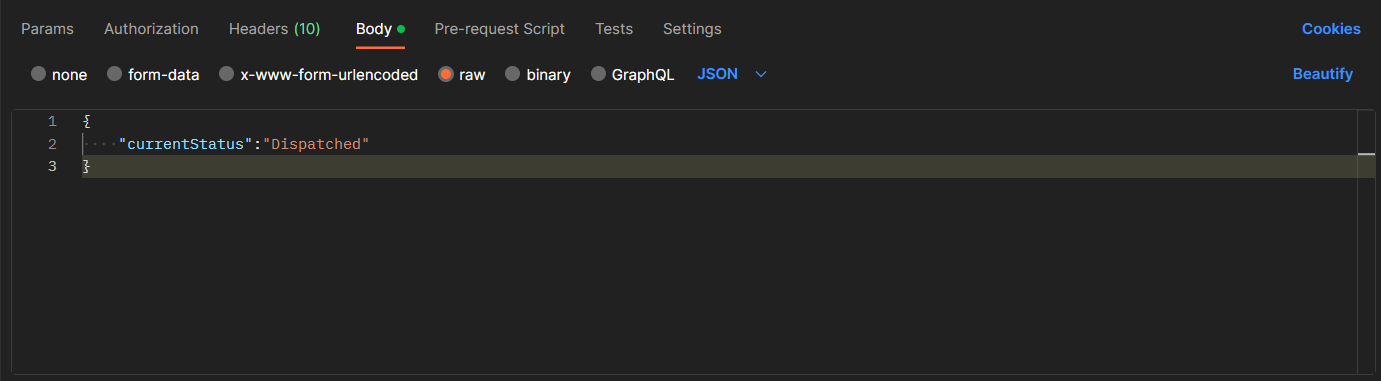 Params Authorization Headers (10) Body Pre-request Script Tests Settings Cookies
none form-data x-www-form-urlencoded raw binary GraphQL JSON Beautify
1 {
2 "currentStatus":"Dispatched"
3 }